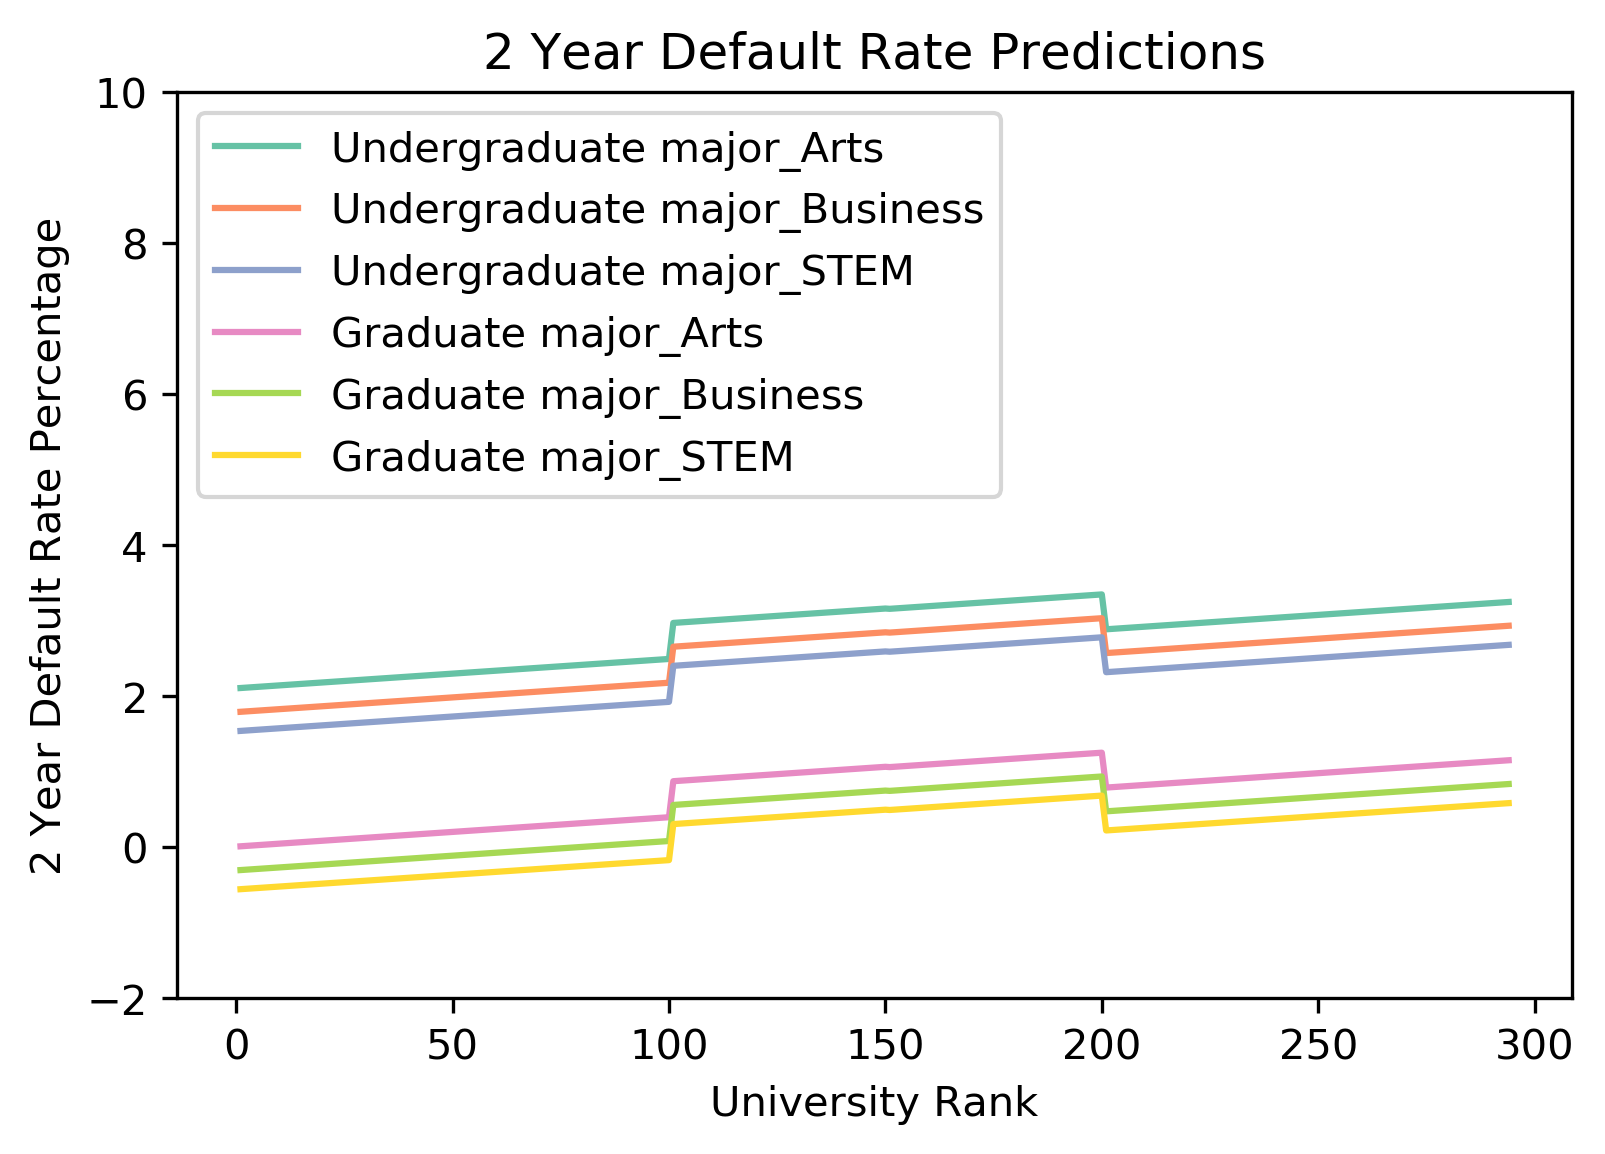 2 Year Default Rate Predictions
2 Year Default Rate Percentage
10
8
6
4
2
0
−2
Undergraduate major_Arts
Undergraduate major_Business
Undergraduate major_STEM
Graduate major_Arts
Graduate major_Business
Graduate major_STEM
0 50 100 150 200 250 300
University Rank